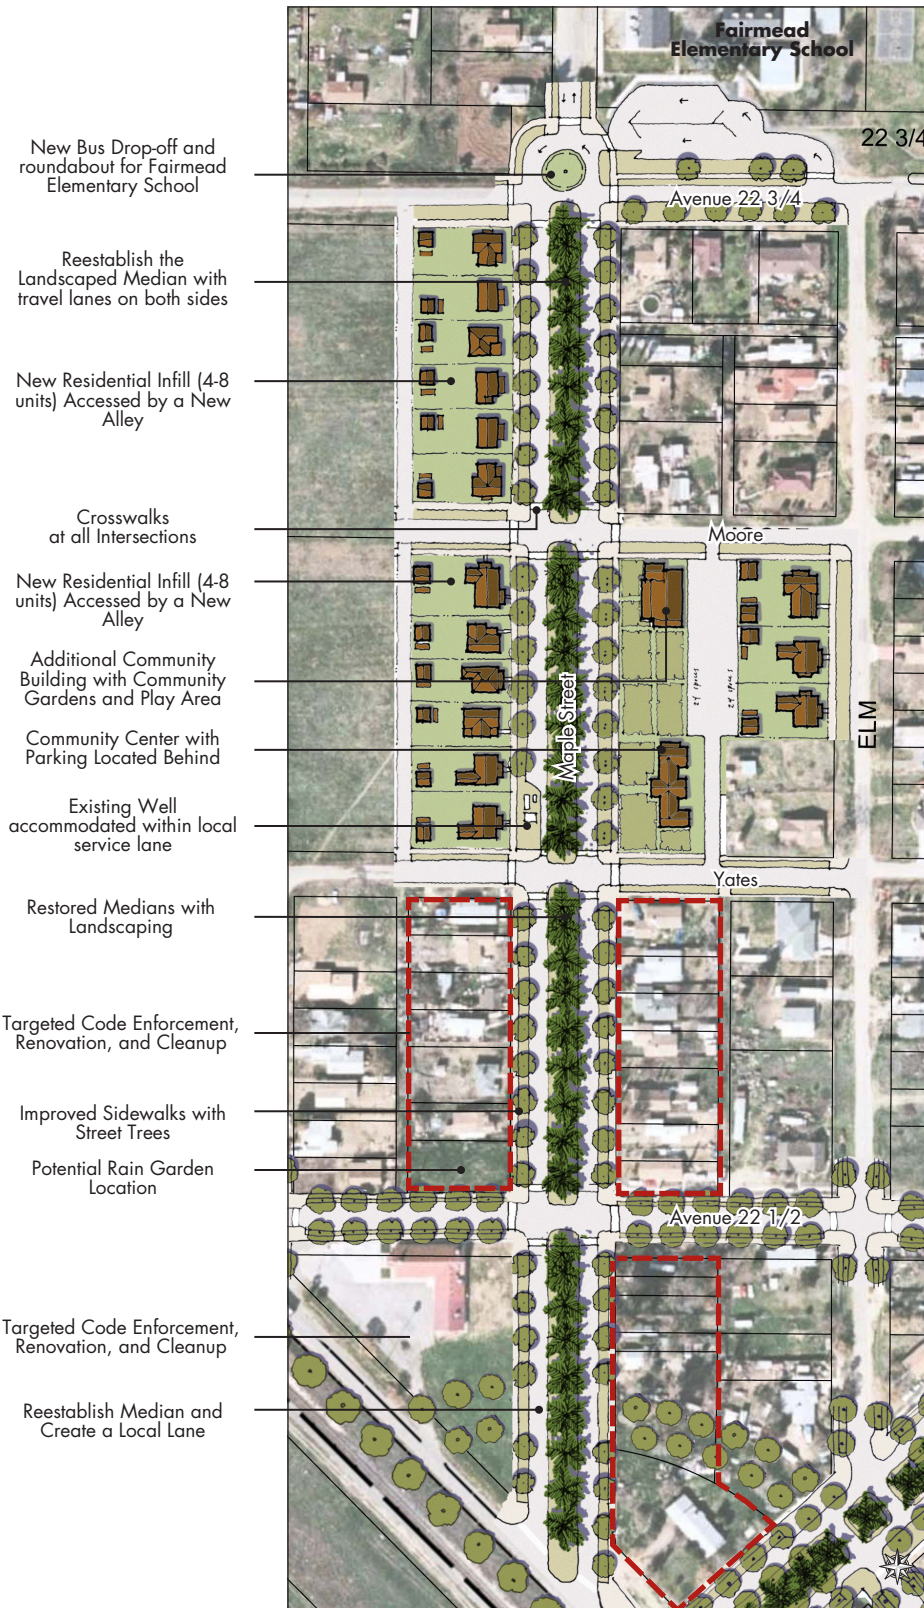 Fairmead
Elementary School
22 3/4
New Bus Drop-off and
roundabout for Fairmead
Elementary School
Avenue 22 3/4
Reestablish the
Landscaped Median with
travel lanes on both sides
New Residential Infill (4-8
units) Accessed by a New
Alley
Crosswalks
at all Intersections
Moore
New Residential Infill (4-8
units) Accessed by a New
Alley
Additional Community
Building with Community
Gardens and Play Area
24 spaces
24 spaces
Maple Street
ELM
Community Center with
Parking Located Behind
Existing Well
accommodated within local
service lane
Yates
Restored Medians with
Landscaping
Targeted Code Enforcement,
Renovation, and Cleanup
Improved Sidewalks with
Street Trees
Potential Rain Garden
Location
Avenue 22 1/2
Targeted Code Enforcement,
Renovation, and Cleanup
Reestablish Median and
Create a Local Lane